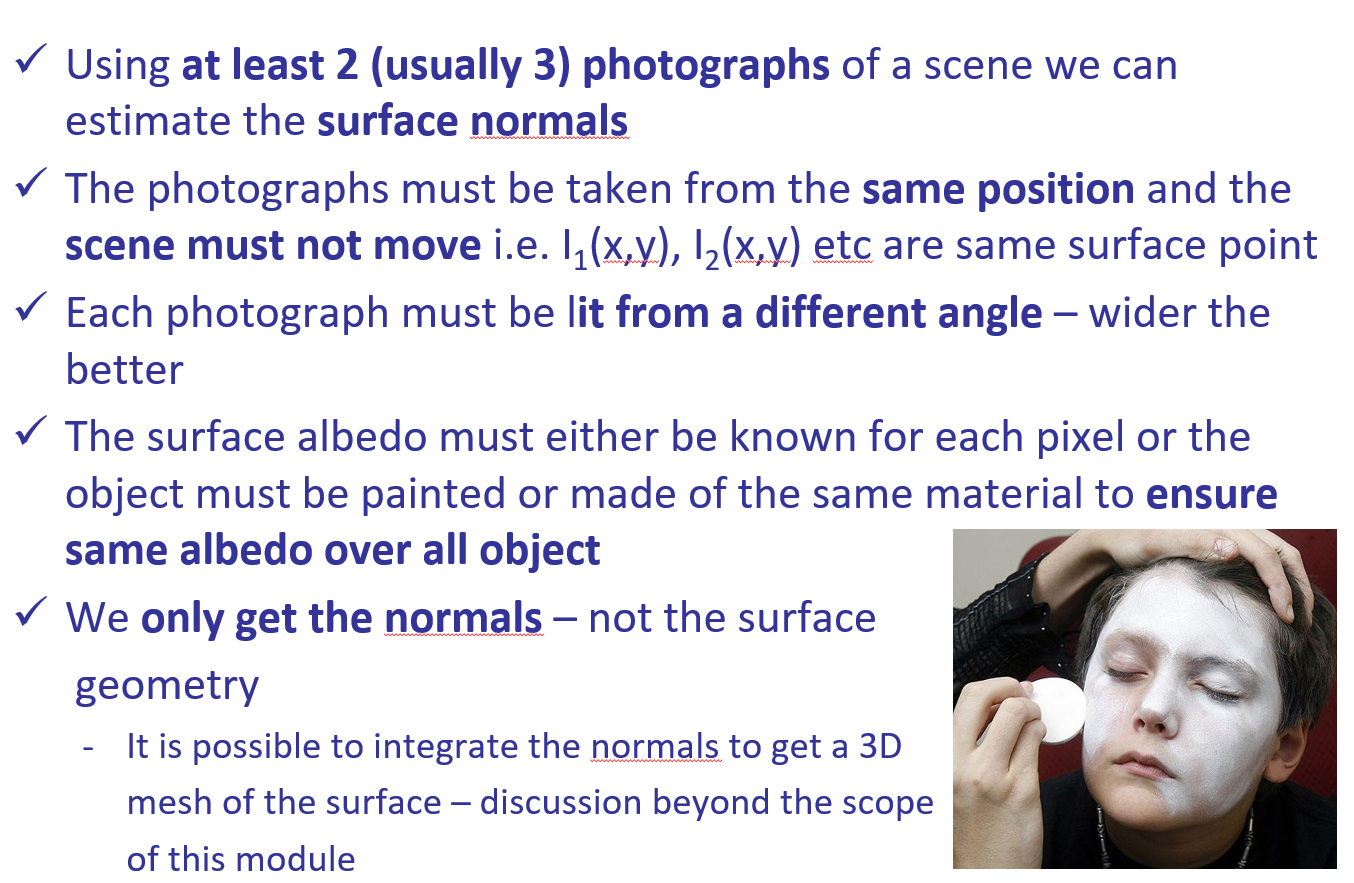 ✓ Using at least 2 (usually 3) photographs of a scene we can
estimate the surface normals
✓ The photographs must be taken from the same position and the
scene must not move i.e. I₁(x,y), I₂(x,y) etc are same surface point
✓ Each photograph must be lit from a different angle – wider the
better
✓ The surface albedo must either be known for each pixel or the
object must be painted or made of the same material to ensure
same albedo over all object
✓ We only get the normals – not the surface
geometry
- It is possible to integrate the normals to get a 3D
mesh of the surface – discussion beyond the scope
of this module